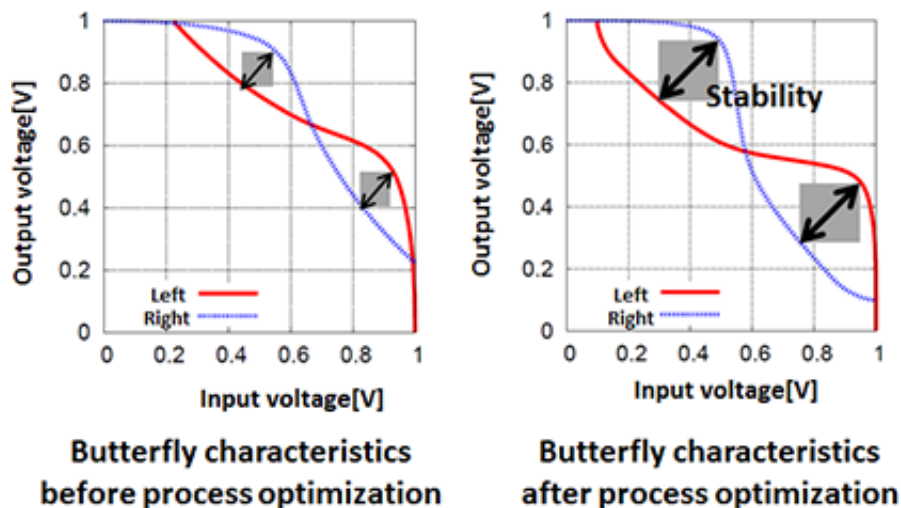 Output voltage[V]
1
0.8
0.6
0.4
0.2
0
Left
Right
0
0.2
0.4
0.6
0.8
1
Input voltage[V]
Butterfly characteristics
before process optimization
Output voltage[V]
1
0.8
0.6
0.4
0.2
0
Stability
Left
Right
0
0.2
0.4
0.6
0.8
1
Input voltage[V]
Butterfly characteristics
after process optimization